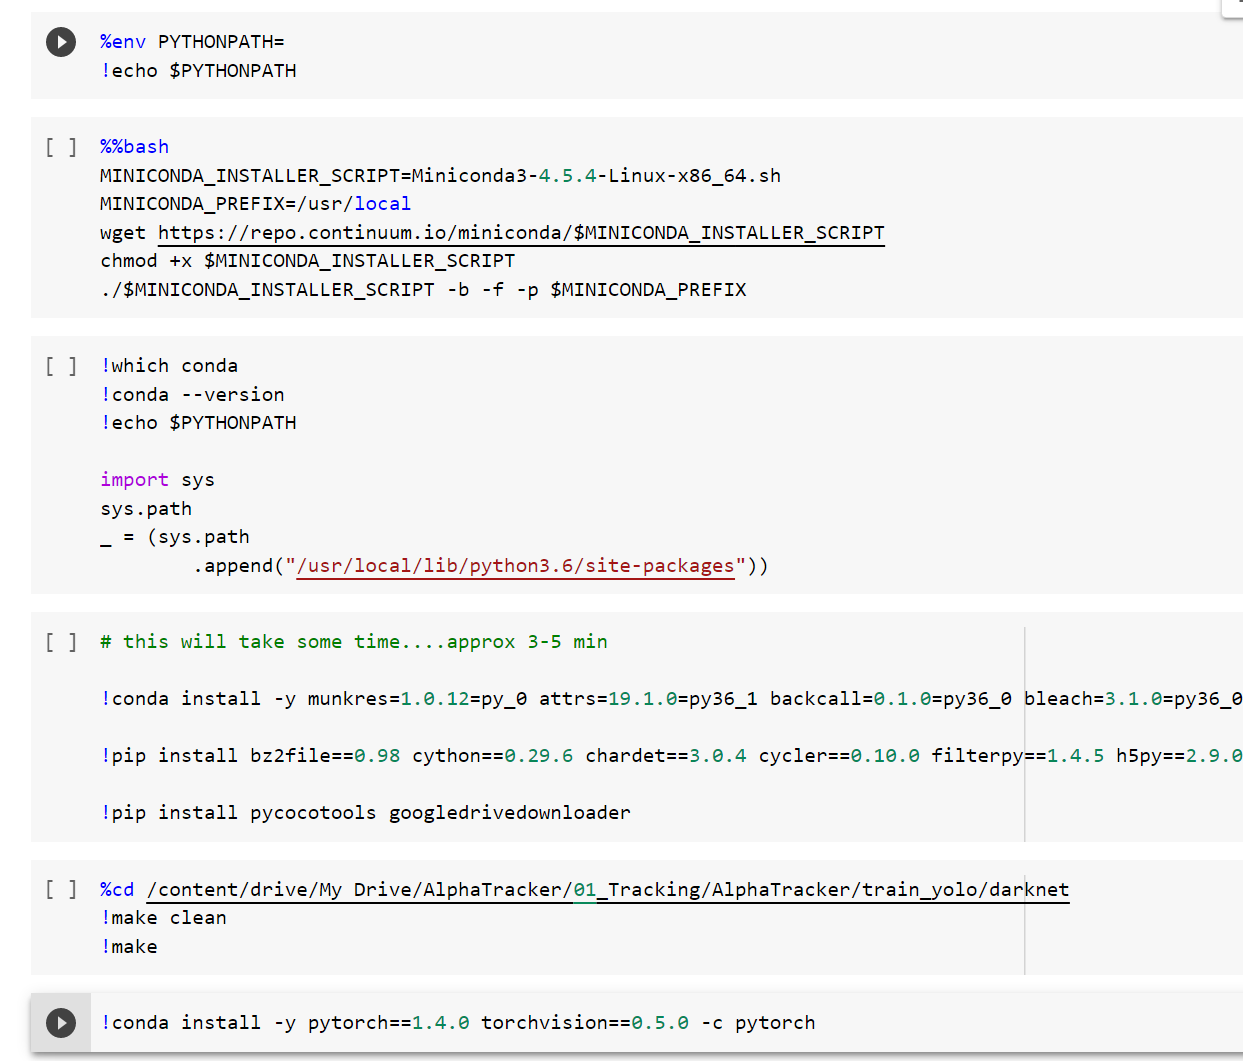 %env PYTHONPATH=
!echo $PYTHONPATH
[ ] %%bash
MINICONDA_INSTALLER_SCRIPT=Miniconda3-4.5.4-Linux-x86_64.sh
MINICONDA_PREFIX=/usr/local
wget https://repo.continuum.io/miniconda/$MINICONDA_INSTALLER_SCRIPT
chmod +x $MINICONDA_INSTALLER_SCRIPT
./$MINICONDA_INSTALLER_SCRIPT -b -f -p $MINICONDA_PREFIX
[ ] !which conda
!conda --version
!echo $PYTHONPATH
import sys
sys.path
_ = (sys.path
        .append("/usr/local/lib/python3.6/site-packages"))
[ ] # this will take some time....approx 3-5 min
!conda install -y munkres=1.0.12=py_0 attrs=19.1.0=py36_1 backcall=0.1.0=py36_0 bleach=3.1.0=py36_0
!pip install bz2file==0.98 cython==0.29.6 chardet==3.0.4 cycler==0.10.0 filterpy==1.4.5 h5py==2.9.0
!pip install pycocotools googledrivedownloader
[ ] %cd /content/drive/My Drive/AlphaTracker/01_Tracking/AlphaTracker/train_yolo/darknet
!make clean
!make
!conda install -y pytorch==1.4.0 torchvision==0.5.0 -c pytorch